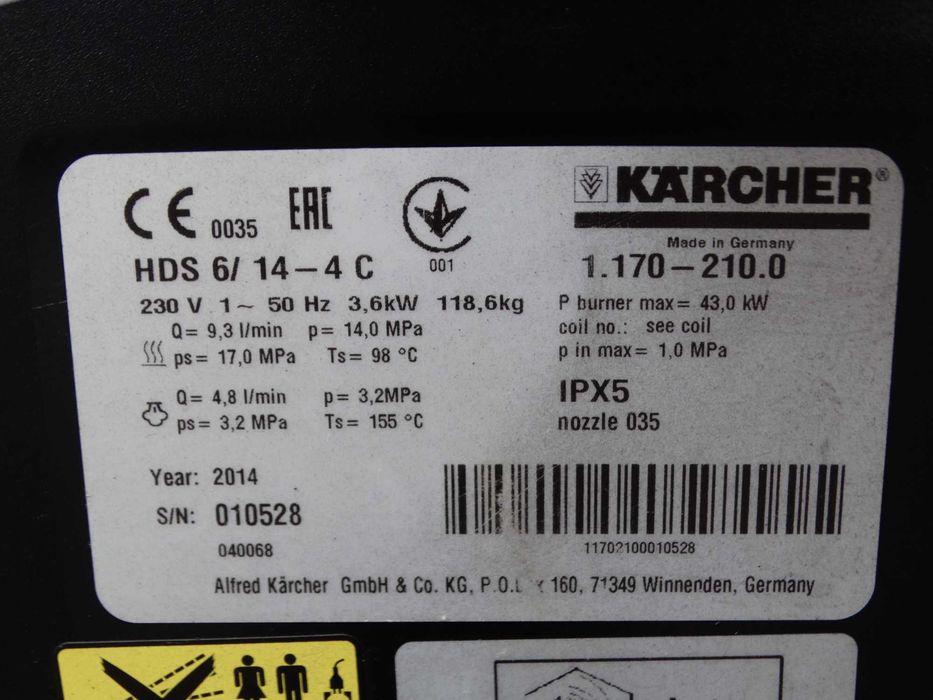 CE 0035 EAC
001
HDS 6/ 14-4 C
230 V 1~ 50 Hz 3,6kW 118,6kg
Q= 9,3 l/min p= 14,0 MPa
ps= 17,0 MPa Ts= 98 °C
Q= 4,8 l/min p= 3,2MPa
ps= 3,2 MPa Ts= 155 °C
Year: 2014
S/N: 010528
040068
KÄRCHER®
Made in Germany
1.170-210.0
P burner max= 43,0 kW
coil no.: see coil
p in max= 1,0 MPa
IPX5
nozzle 035
11702100010528
Alfred Kärcher GmbH & Co. KG, 160, 71349 Winnenden, Germany